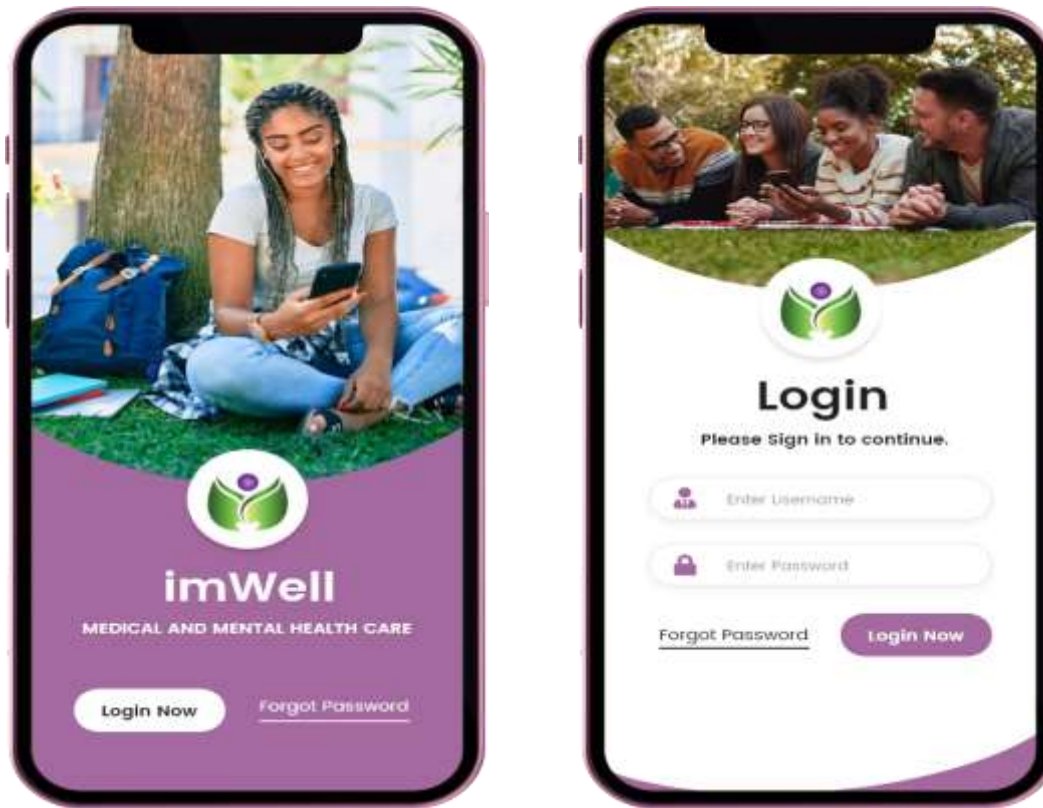 imWell
MEDICAL AND MENTAL HEALTH CARE
Login Now Forgot Password
Login
Please Sign in to continue.
Enter Username
Enter Password
Forgot Password Login Now